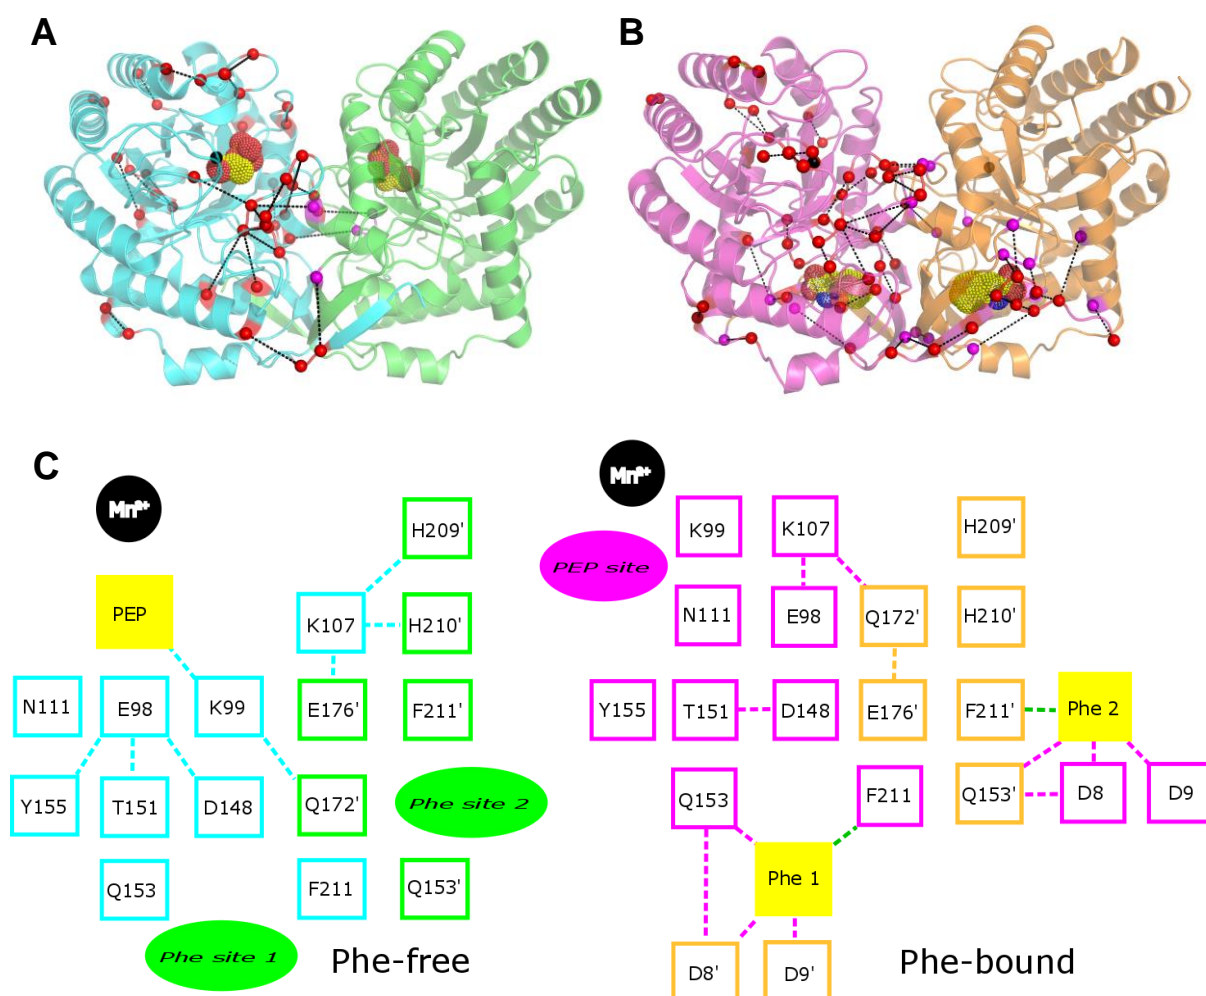 A B
C
Mn²⁺ Mn²⁺
H209' K99 K107 H209'
PEP site
PEP K107 H210' N111 E98 Q172' H210'
N111 E98 K99 E176' F211' Y155 T151 D148 E176' F211' Phe 2
Y155 T151 D148 Q172' Phe site 2 Q153 F211 Q153' D8 D9
Q153 F211 Q153' Phe 1
Phe site 1 Phe-free D8' D9' Phe-bound